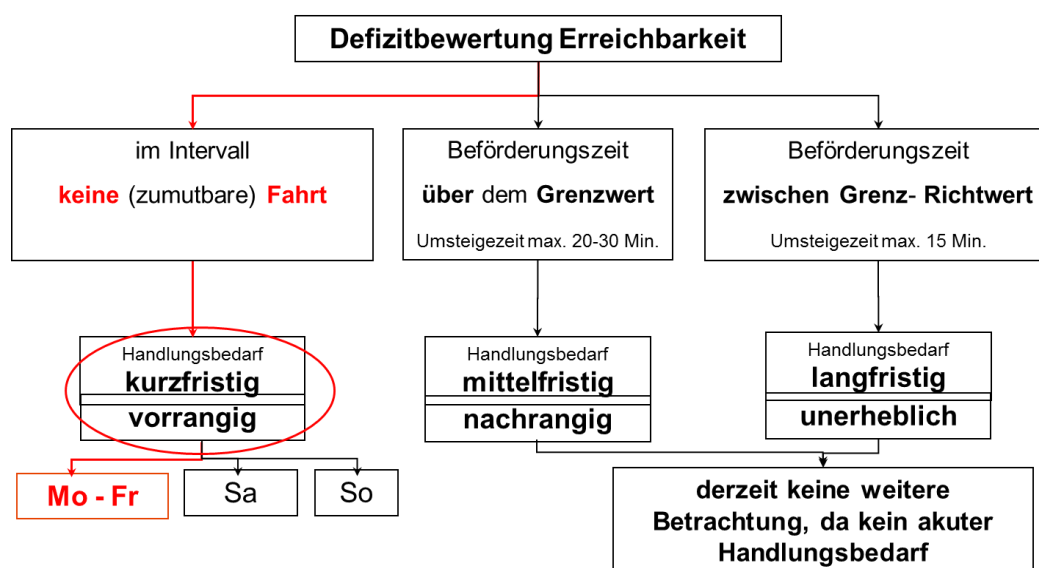 Defizitbewertung Erreichbarkeit
im Intervall
keine (zumutbare) Fahrt
Beförderungszeit
über dem Grenzwert
Umsteigezeit max. 20-30 Min.
Beförderungszeit
zwischen Grenz- Richtwert
Umsteigezeit max. 15 Min.
Handlungsbedarf
kurzfristig
vorrangig
Handlungsbedarf
mittelfristig
nachrangig
Handlungsbedarf
langfristig
unerheblich
Mo - Fr
Sa
So
derzeit keine weitere
Betrachtung, da kein akuter
Handlungsbedarf